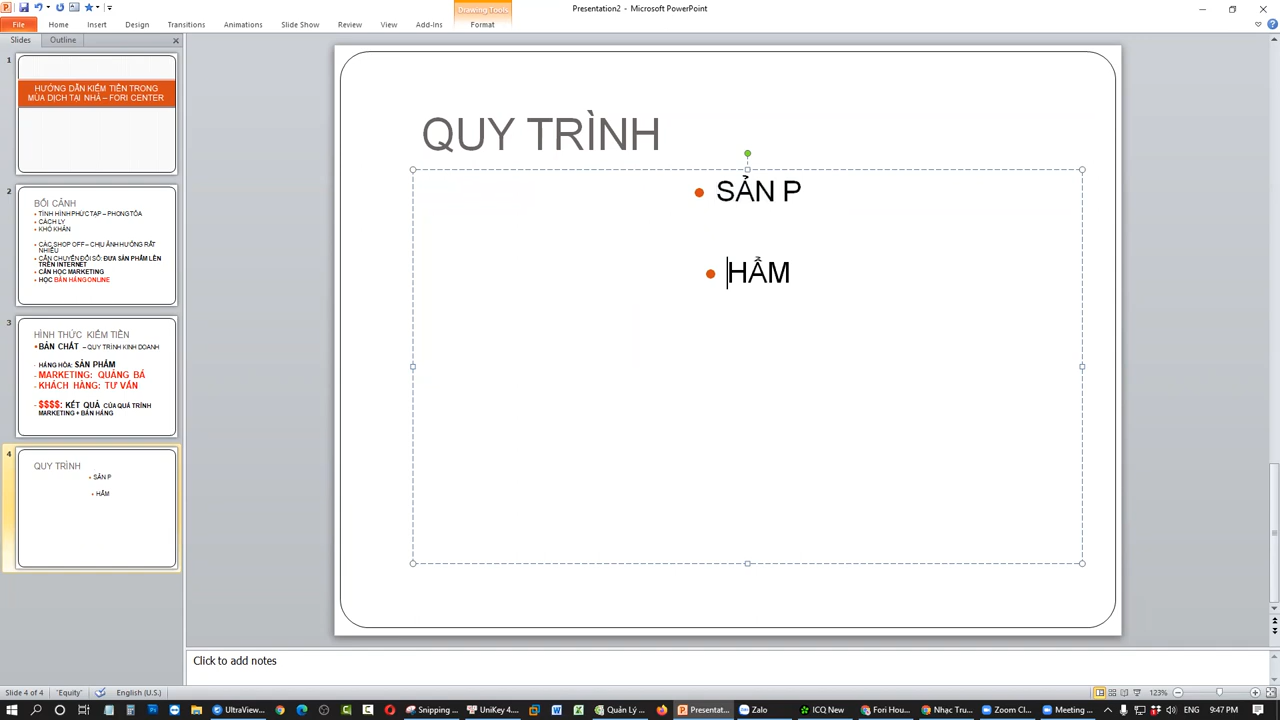 Presentation2 - Microsoft PowerPoint
Drawing Tools
File
Home
Insert
Design
Transitions
Animations
Slide Show
Review
View
Add-Ins
Format
Slides
Outline
1
HƯỚNG DẪN KIẾM TIỀN TRONG
MÙA DỊCH TẠI NHÀ – FORI CENTER
2
BỐI CẢNH
TÌNH HÌNH PHỨC TẠP – PHONG TỎA
CÁCH LY
KHÓ KHĂN
CÁC SHOP OFF – CHỊU ẢNH HƯỞNG RẤT
NHIỀU
CẦN CHUYỂN ĐỔI SỐ: ĐƯA SẢN PHẨM LÊN
TRÊN INTERNET
CẦN HỌC MARKETING
HỌC BÁN HÀNG ONLINE
3
HÌNH THỨC KIẾM TIỀN
BẢN CHẤT – QUY TRÌNH KINH DOANH
- HÀNG HÓA: SẢN PHẨM
- MARKETING: QUẢNG BÁ
- KHÁCH HÀNG: TƯ VẤN
- $$$$: KẾT QUẢ CỦA QUÁ TRÌNH
MARKETING + BÁN HÀNG
4
QUY TRÌNH
SẢN P
HẨM
QUY TRÌNH
SẢN P
HẨM
Click to add notes
Slide 4 of 4
"Equity"
English (U.S.)
123%
UltraView...
Snipping ...
UniKey 4....
Quản Lý ...
Presentat...
Zalo
ICQ New
Fori Hou...
Nhạc Tru...
Zoom Cl...
Meeting ...
ENG
9:47 PM